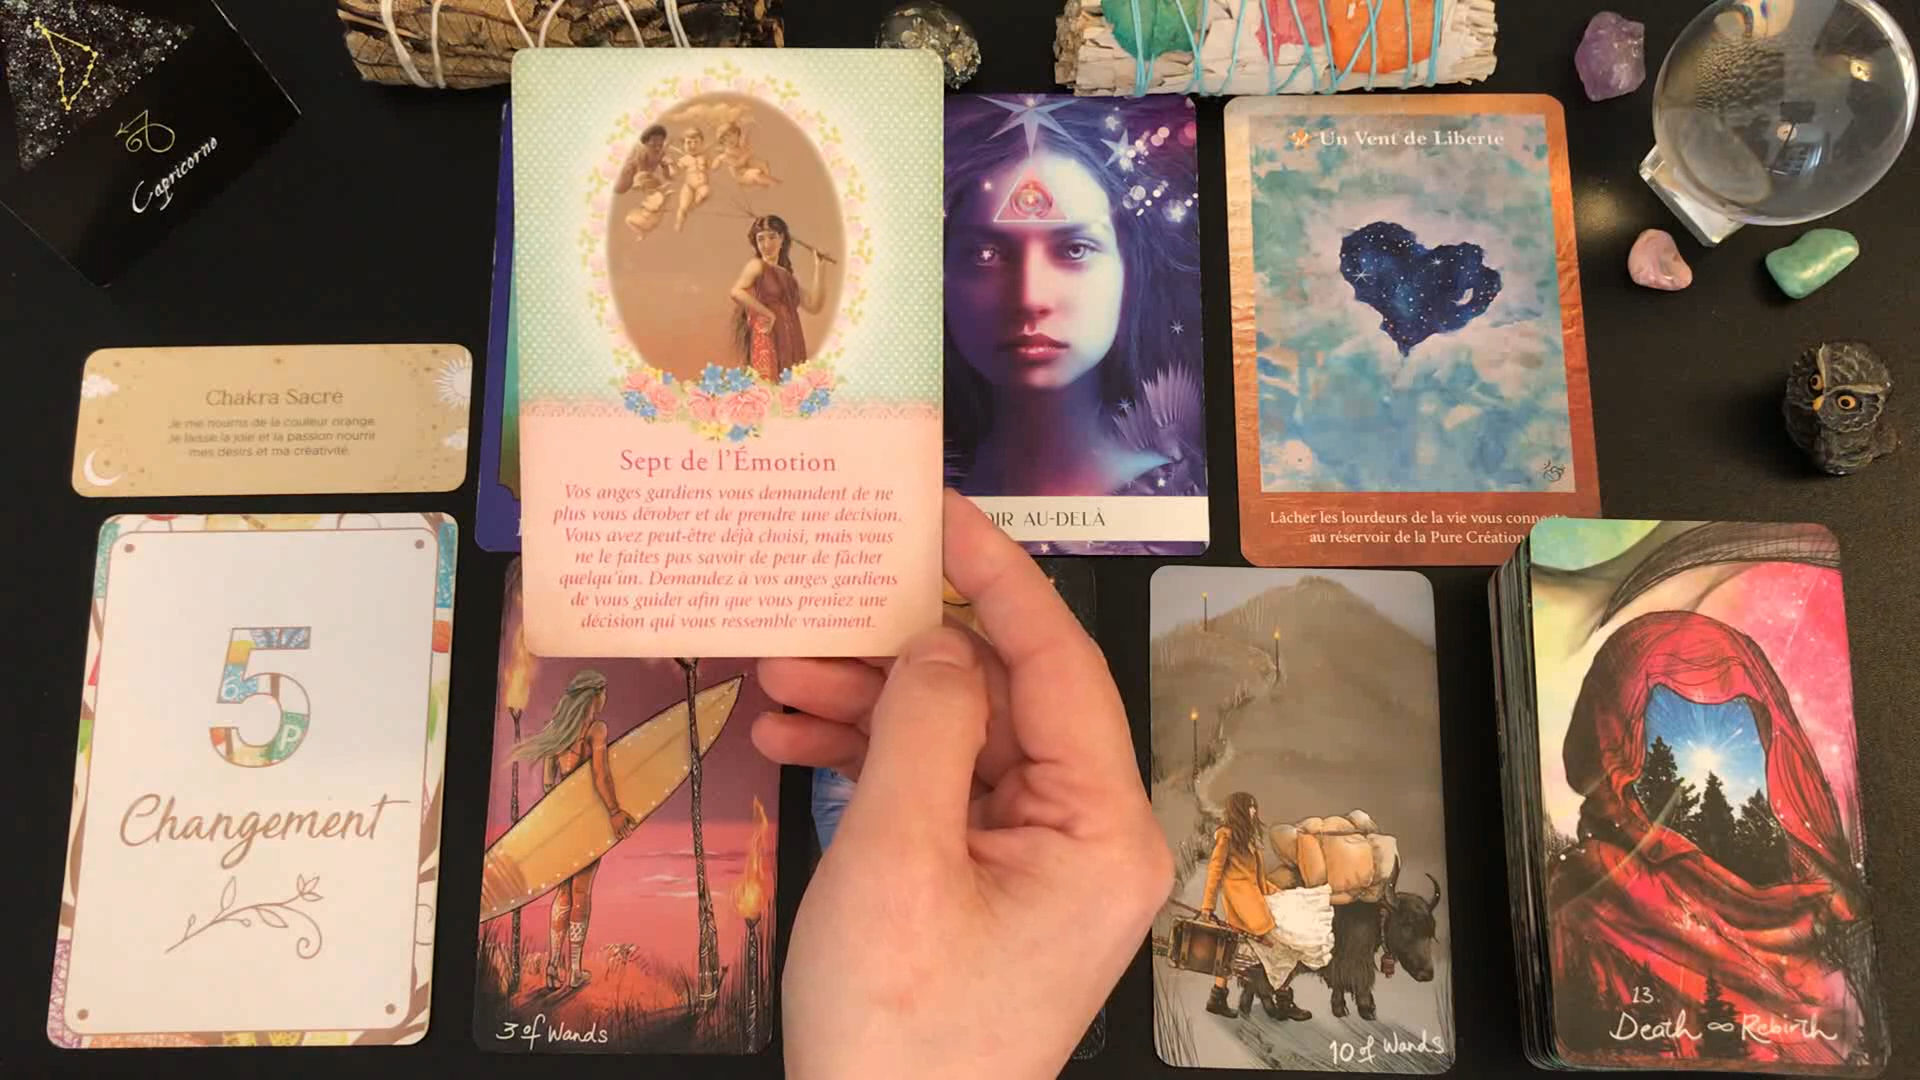 Capricorne
Un Vent de Liberté
Chakra Sacré
Je me nourris de la couleur orange.
Je laisse la joie et la passion nourrir
mes désirs et ma créativité.
Sept de l'Émotion
Vos anges gardiens vous demandent de ne
plus vous dérober et de prendre une décision.
Vous avez peut-être déjà choisi, mais vous
ne le faites pas savoir de peur de fâcher
quelqu'un. Demandez à vos anges gardiens
de vous guider afin que vous preniez une
décision qui vous ressemble vraiment.
AU-DELÀ
Lâcher les lourdeurs de la vie vous connecte
au réservoir de la Pure Création
5
6
P
Changement
3 of Wands
10 of Wands
13.
Death ∞ Rebirth